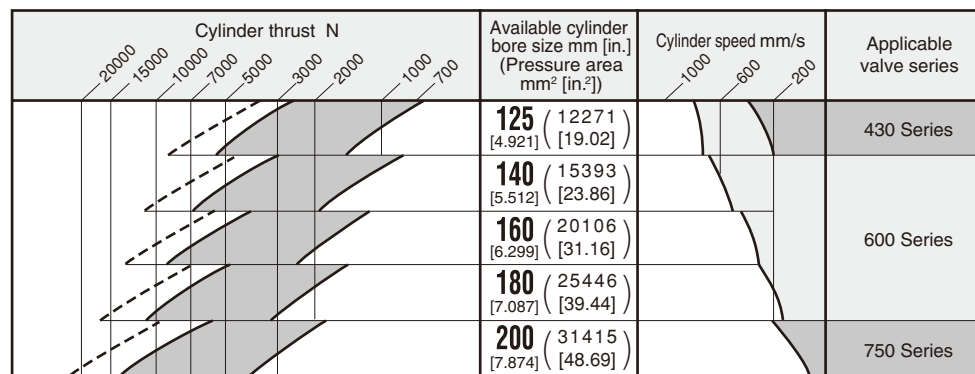 Cylinder thrust N
20000 15000 10000 7000 5000 3000 2000 1000 700
Available cylinder
bore size mm [in.]
(Pressure area
mm² [in.²])
Cylinder speed mm/s
1000 600 200
Applicable
valve series
125 (12271
[4.921] [19.02])
430 Series
140 (15393
[5.512] [23.86])
160 (20106
[6.299] [31.16])
600 Series
180 (25446
[7.087] [39.44])
200 (31415
[7.874] [48.69])
750 Series